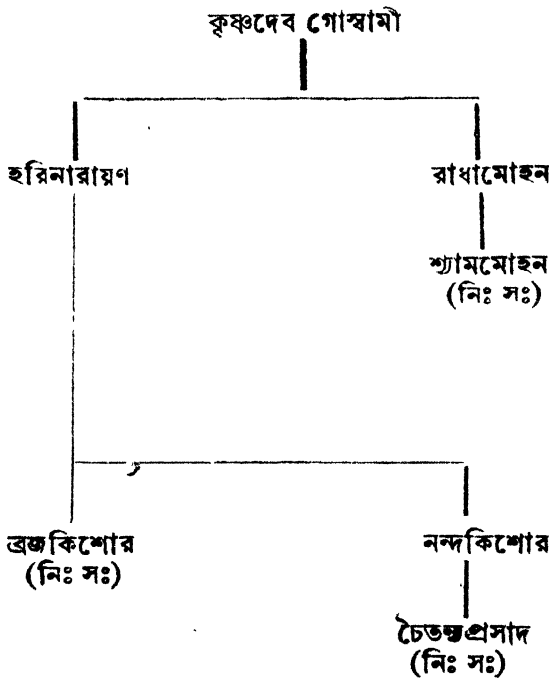 কৃষ্ণদেব গোস্বামী
হরিনারায়ণ
রাধামোহন
শ্যামমোহন
(নিঃ সঃ)
ব্রজকিশোর
(নিঃ সঃ)
নন্দকিশোর
চৈতন্যপ্রসাদ
(নিঃ সঃ)